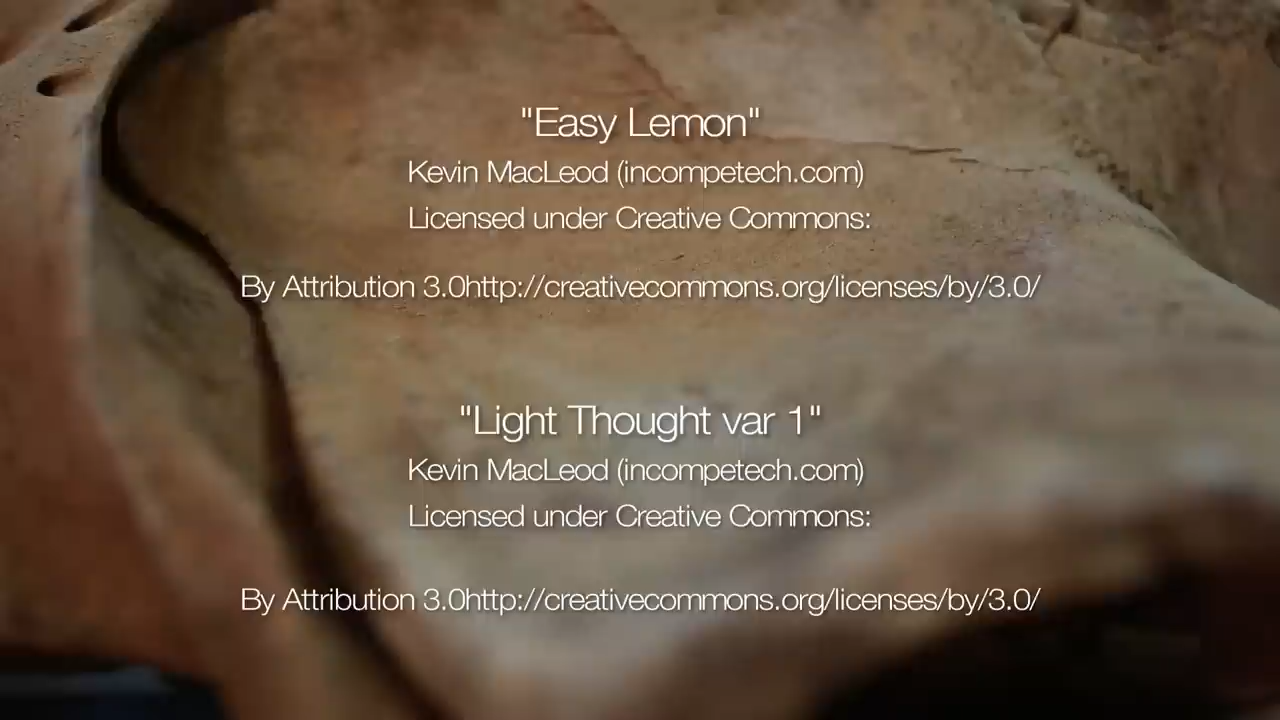 "Easy Lemon"
Kevin MacLeod (incompetech.com)
Licensed under Creative Commons:
By Attribution 3.0http://creativecommons.org/licenses/by/3.0/
"Light Thought var 1"
Kevin MacLeod (incompetech.com)
Licensed under Creative Commons:
By Attribution 3.0http://creativecommons.org/licenses/by/3.0/